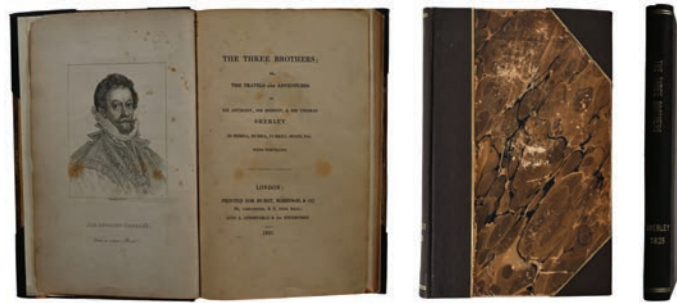 SIR ANTHONY SHERLEY,
THE THREE BROTHERS;
OR,
THE TRAVELS AND ADVENTURES
OF
SIR ANTHONY, SIR ROBERT, & SIR THOMAS
SHERLEY,
IN PERSIA, RUSSIA, TURKEY, SPAIN, ETC.
WITH PORTRAITS.
LONDON:
PRINTED FOR HURST, ROBINSON, & CO.
AND A. CONSTABLE & CO. EDINBURGH
1825.
THE THREE BROTHERS
SHERLEY
1825